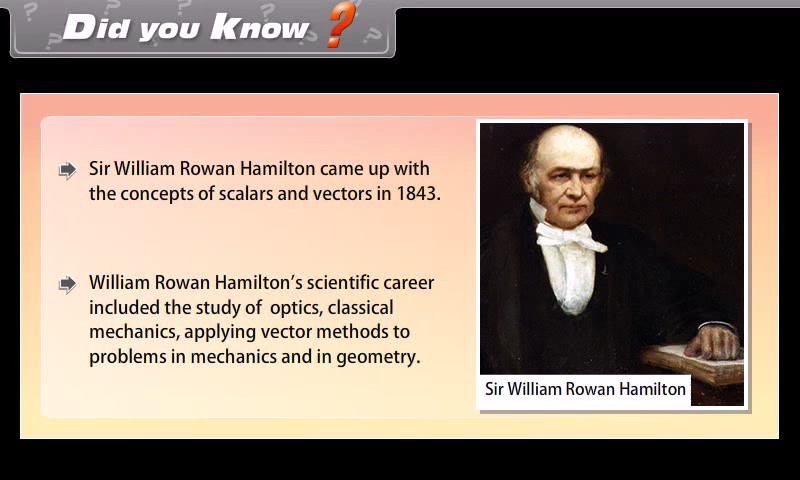 Did you Know ?
Sir William Rowan Hamilton came up with
the concepts of scalars and vectors in 1843.
William Rowan Hamilton's scientific career
included the study of optics, classical
mechanics, applying vector methods to
problems in mechanics and in geometry.
Sir William Rowan Hamilton